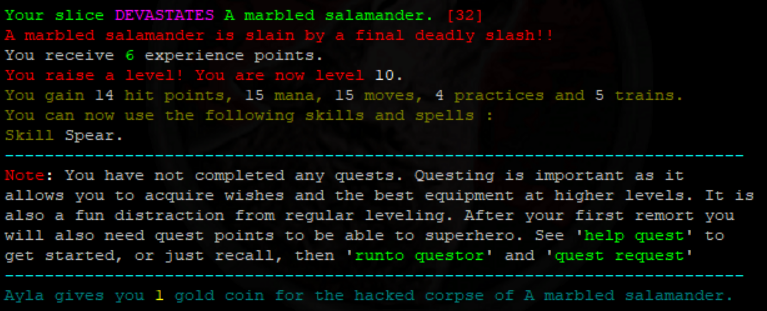 Your slice DEVASTATES A marbled salamander. [32]
A marbled salamander is slain by a final deadly slash!!
You receive 6 experience points.
You raise a level! You are now level 10.
You gain 14 hit points, 15 mana, 15 moves, 4 practices and 5 trains.
You can now use the following skills and spells :
Skill Spear.
--------------------------------------------------------------------------
Note: You have not completed any quests. Questing is important as it
allows you to acquire wishes and the best equipment at higher levels. It is
also a fun distraction from regular leveling. After your first remort you
will also need quest points to be able to superhero. See 'help quest' to
get started, or just recall, then 'runto questor' and 'quest request'
--------------------------------------------------------------------------
Ayla gives you 1 gold coin for the hacked corpse of A marbled salamander.